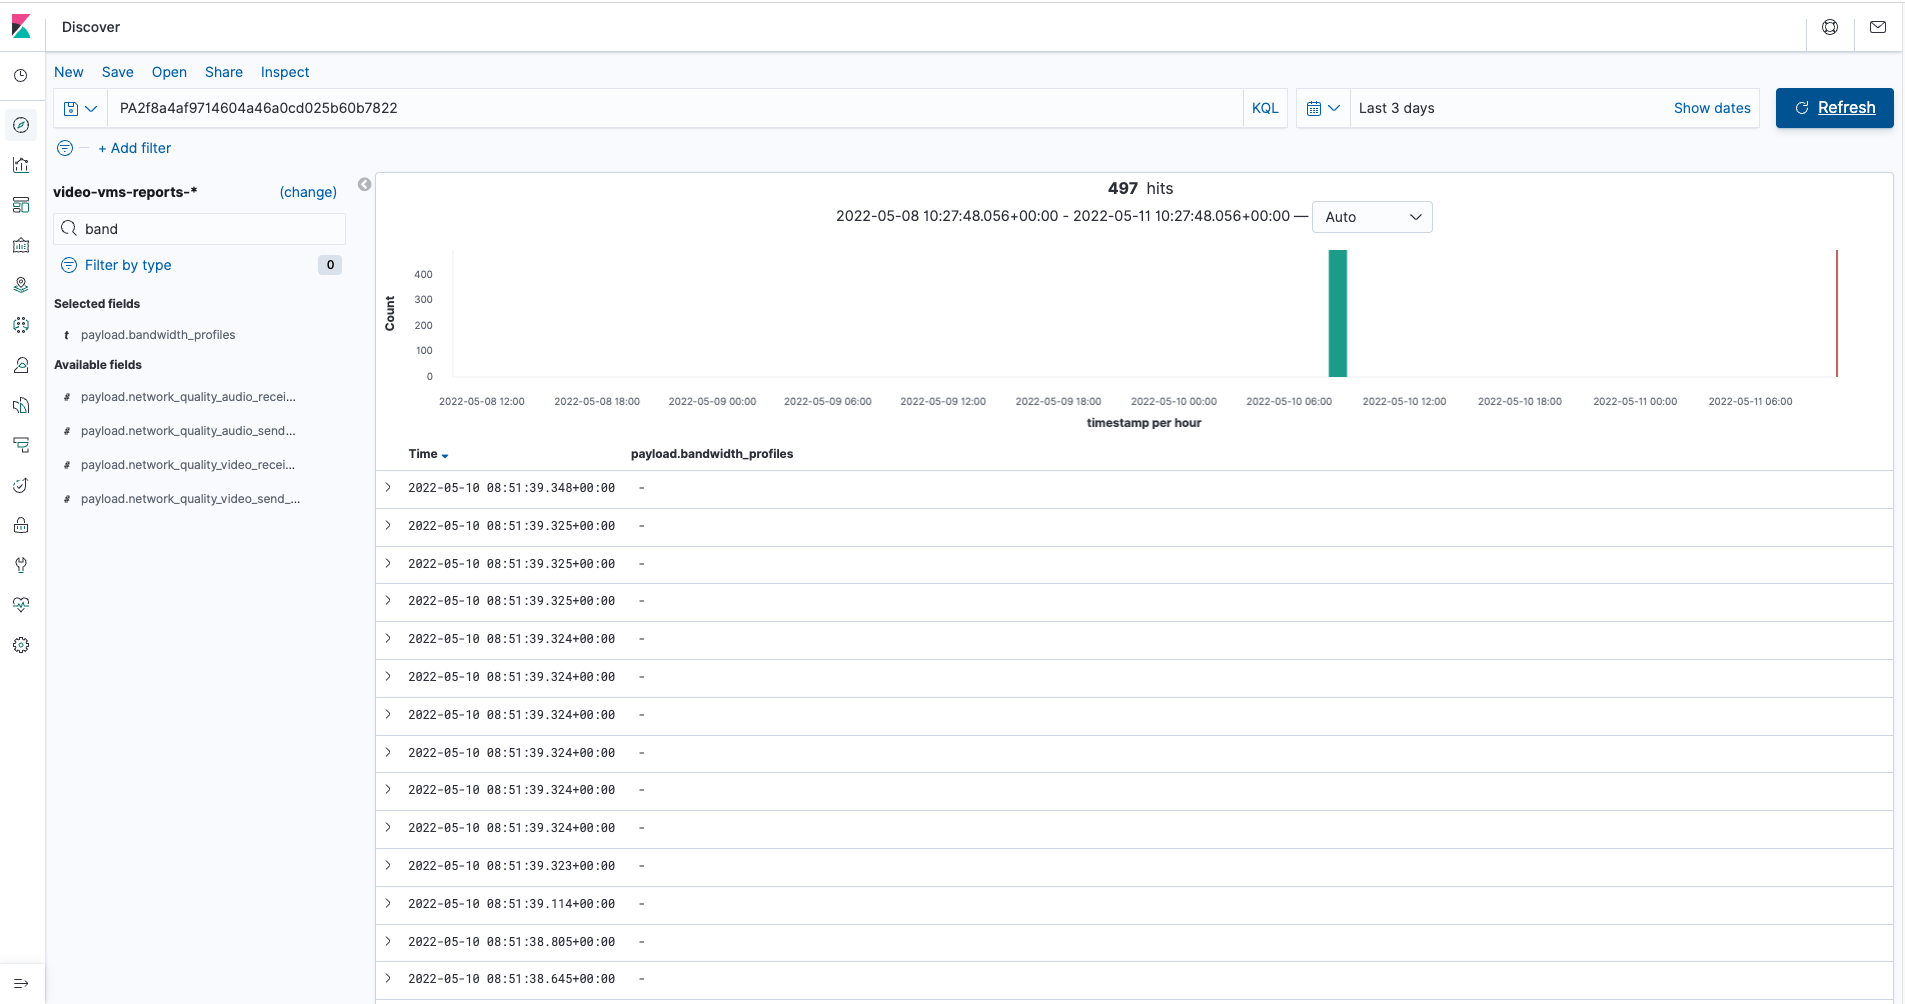 Discover
New Save Open Share Inspect
PA2f8a4af9714604a46a0cd025b60b7822 KQL Last 3 days Show dates Refresh
+ Add filter
video-vms-reports-* (change)
band
Filter by type 0
Selected fields
t payload.bandwidth_profiles
Available fields
# payload.network_quality_audio_recei...
# payload.network_quality_audio_send...
# payload.network_quality_video_recei...
# payload.network_quality_video_send_...
497 hits
2022-05-08 10:27:48.056+00:00 - 2022-05-11 10:27:48.056+00:00 — Auto
Count
400
300
200
100
0
2022-05-08 12:00 2022-05-08 18:00 2022-05-09 00:00 2022-05-09 06:00 2022-05-09 12:00 2022-05-09 18:00 2022-05-10 00:00 2022-05-10 06:00 2022-05-10 12:00 2022-05-10 18:00 2022-05-11 00:00 2022-05-11 06:00
timestamp per hour
Time payload.bandwidth_profiles
2022-05-10 08:51:39.348+00:00 -
2022-05-10 08:51:39.325+00:00 -
2022-05-10 08:51:39.325+00:00 -
2022-05-10 08:51:39.325+00:00 -
2022-05-10 08:51:39.324+00:00 -
2022-05-10 08:51:39.324+00:00 -
2022-05-10 08:51:39.324+00:00 -
2022-05-10 08:51:39.324+00:00 -
2022-05-10 08:51:39.324+00:00 -
2022-05-10 08:51:39.324+00:00 -
2022-05-10 08:51:39.323+00:00 -
2022-05-10 08:51:39.114+00:00 -
2022-05-10 08:51:38.805+00:00 -
2022-05-10 08:51:38.645+00:00 -